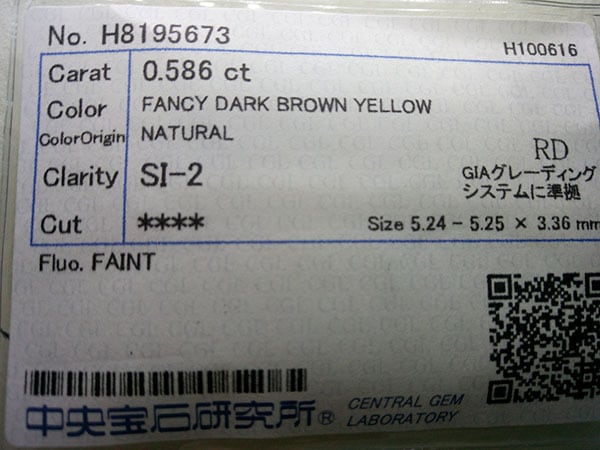 No. H8195673
H100616
Carat 0.586 ct
Color FANCY DARK BROWN YELLOW
ColorOrigin NATURAL
RD
Clarity SI-2
GIAグレーディング
システムに準拠
Cut ****
Size 5.24 - 5.25 × 3.36 mm
Fluo. FAINT
中央宝石研究所®
CENTRAL GEM
LABORATORY